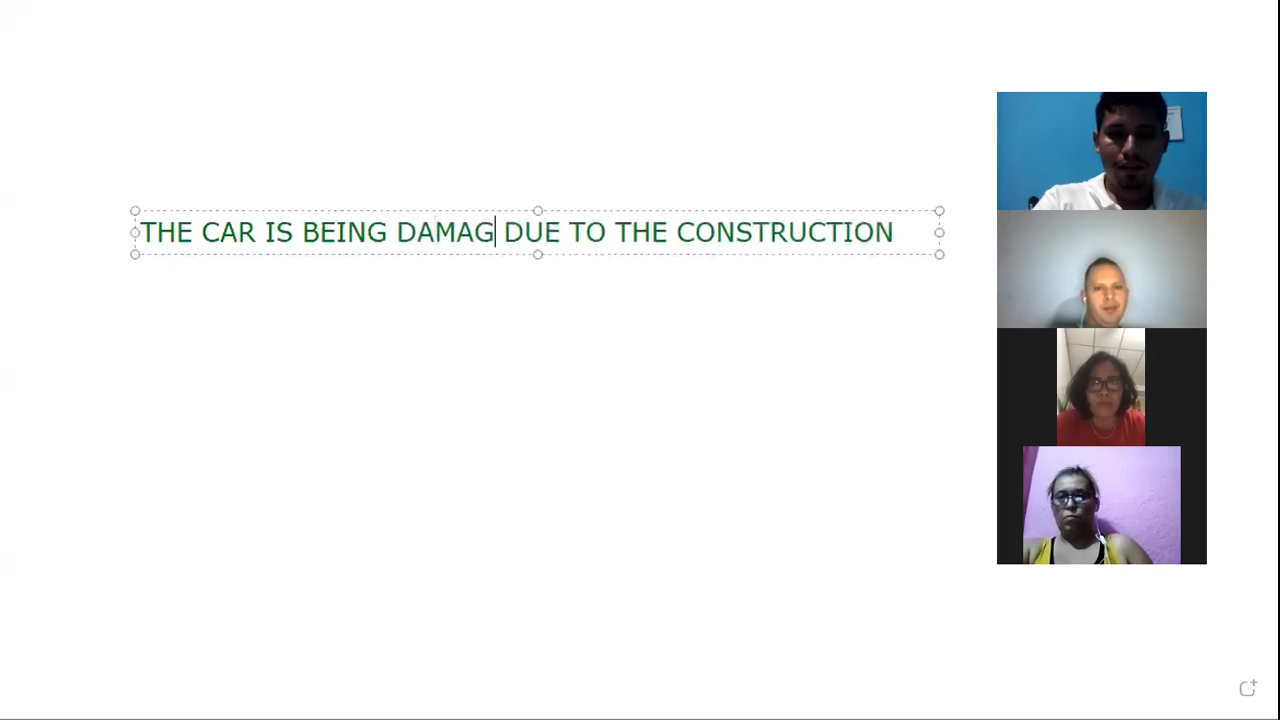 THE CAR IS BEING DAMAG DUE TO THE CONSTRUCTION